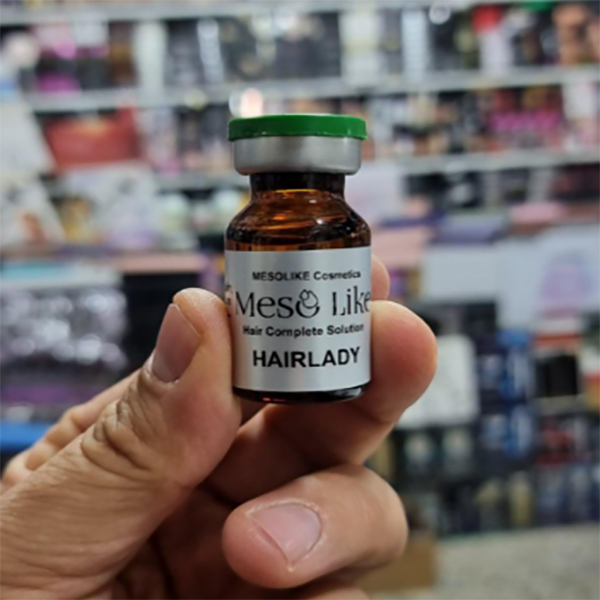 MESOLIKE Cosmetics
Meso Like
Hair Complete Solution
HAIRLADY